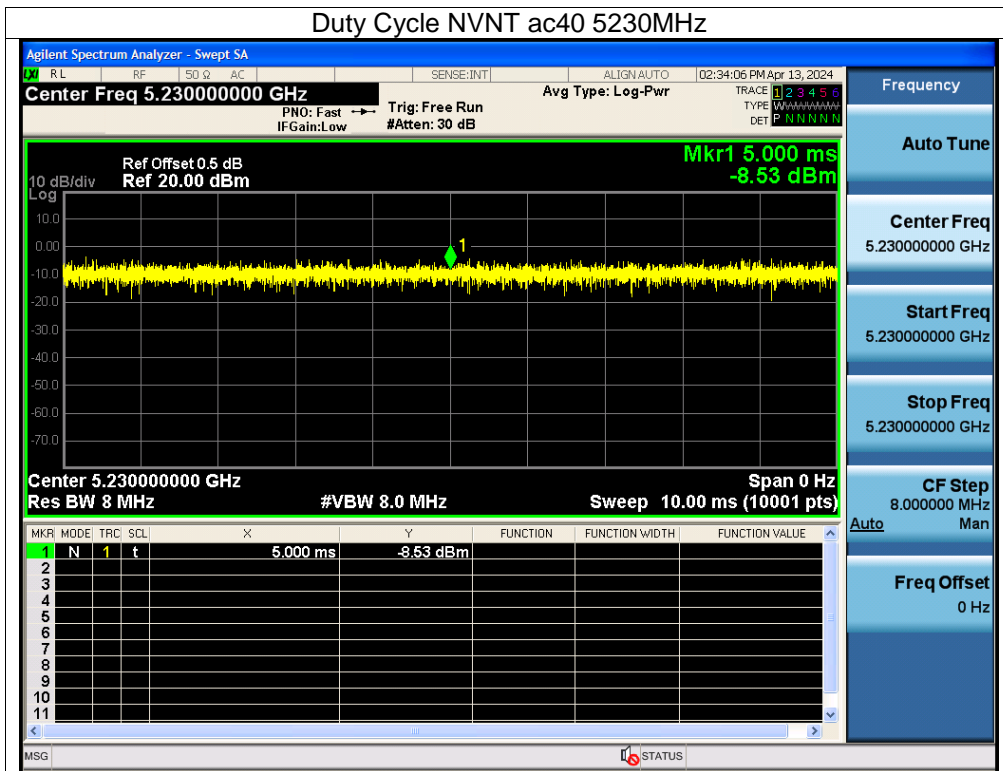 Duty Cycle NVNT ac40 5230MHz
Agilent Spectrum Analyzer - Swept SA
LXI RL RF 50 Ω AC SENSE:INT ALIGNAUTO 02:34:06 PM Apr 13, 2024
Center Freq 5.230000000 GHz
PNO: Fast
IFGain:Low
Trig: Free Run
#Atten: 30 dB
Avg Type: Log-Pwr
TRACE 1 2 3 4 5 6
TYPE WWWWWWW
DET P N N N N N
Ref Offset 0.5 dB
10 dB/div Ref 20.00 dBm
Log
Mkr1 5.000 ms
-8.53 dBm
10.0
0.00
-10.0
-20.0
-30.0
-40.0
-50.0
-60.0
-70.0
1
Center 5.230000000 GHz Span 0 Hz
Res BW 8 MHz #VBW 8.0 MHz Sweep 10.00 ms (10001 pts)
MKR MODE TRC SCL X Y FUNCTION FUNCTION WIDTH FUNCTION VALUE
1 N 1 t 5.000 ms -8.53 dBm
2
3
4
5
6
7
8
9
10
11
MSG STATUS
Frequency
Auto Tune
Center Freq
5.230000000 GHz
Start Freq
5.230000000 GHz
Stop Freq
5.230000000 GHz
CF Step
8.000000 MHz
Auto Man
Freq Offset
0 Hz